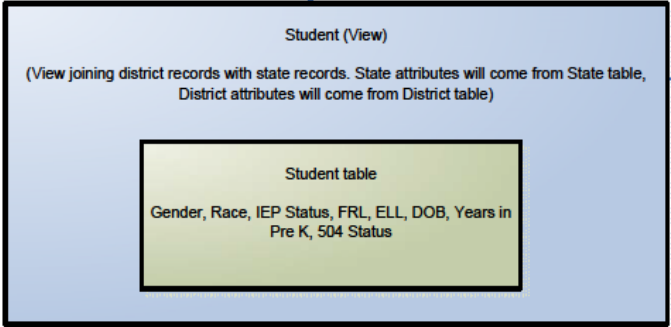 Student (View)
(View joining district records with state records. State attributes will come from State table,
District attributes will come from District table)
Student table
Gender, Race, IEP Status, FRL, ELL, DOB, Years in
Pre K, 504 Status